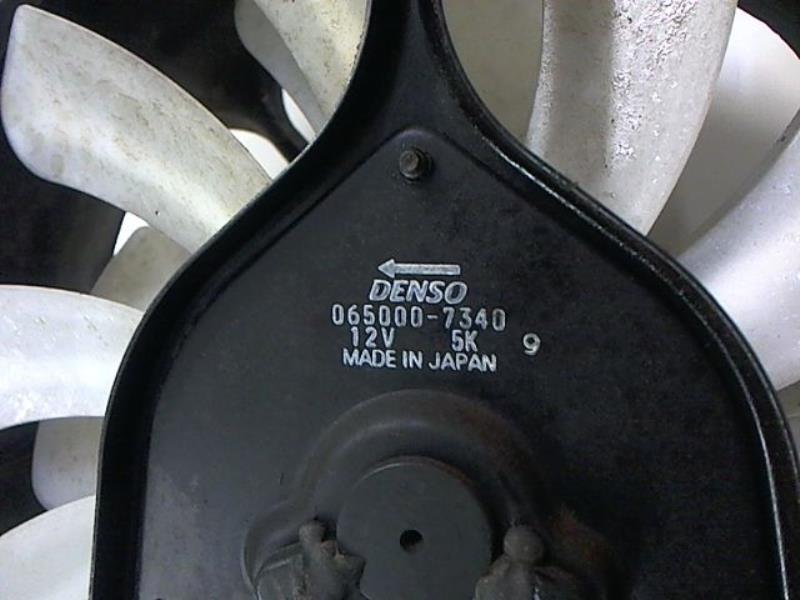 DENSO
065000-7340
12V 5K 9
MADE IN JAPAN